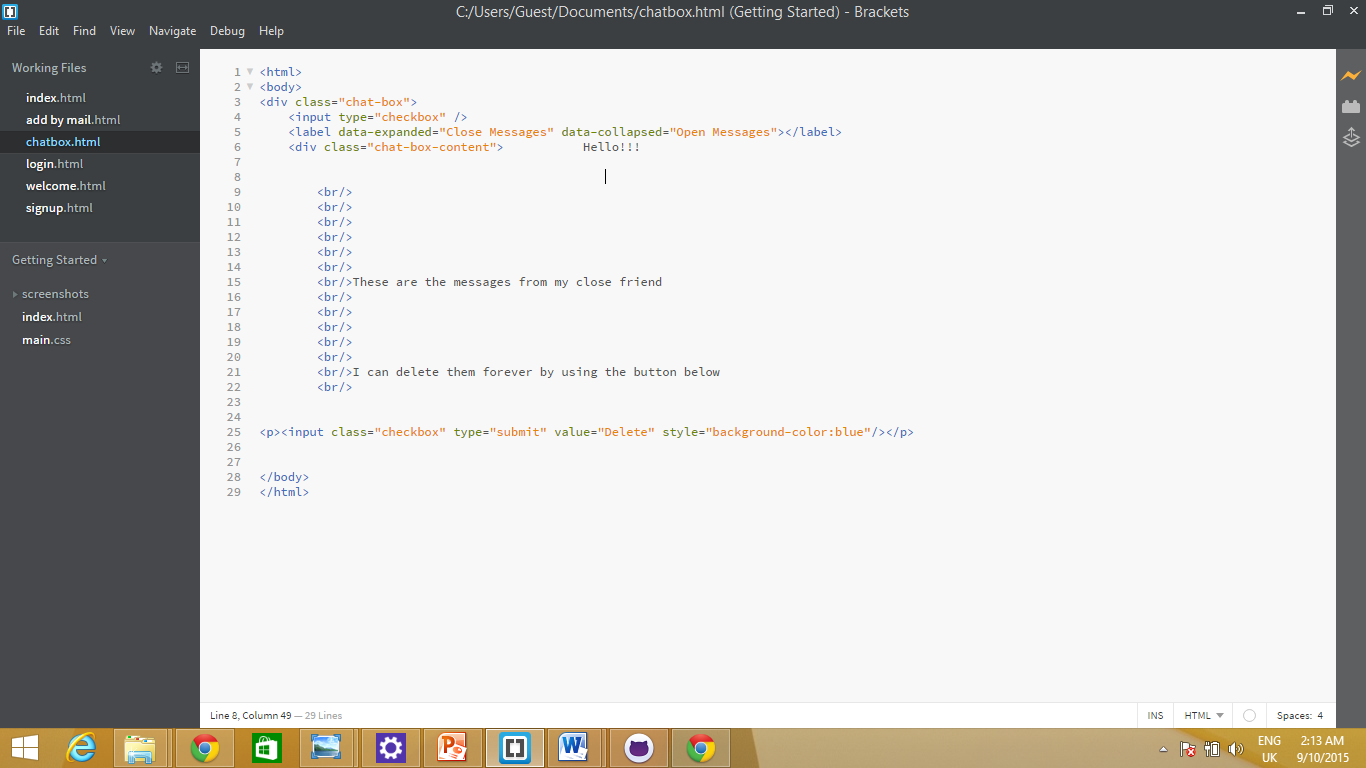 C:/Users/Guest/Documents/chatbox.html (Getting Started) - Brackets
File Edit Find View Navigate Debug Help
Working Files
index.html
add by mail.html
chatbox.html
login.html
welcome.html
signup.html
Getting Started
screenshots
index.html
main.css
1 <html>
2 <body>
3 <div class="chat-box">
4     <input type="checkbox" />
5     <label data-expanded="Close Messages" data-collapsed="Open Messages"></label>
6     <div class="chat-box-content">           Hello!!!
7
8
9         <br/>
10         <br/>
11         <br/>
12         <br/>
13         <br/>
14         <br/>
15         <br/>These are the messages from my close friend
16         <br/>
17         <br/>
18         <br/>
19         <br/>
20         <br/>
21         <br/>I can delete them forever by using the button below
22         <br/>
23
24
25 <p><input class="checkbox" type="submit" value="Delete" style="background-color:blue"/></p>
26
27
28 </body>
29 </html>
Line 8, Column 49 — 29 Lines
INS HTML Spaces: 4
ENG 2:13 AM
UK 9/10/2015